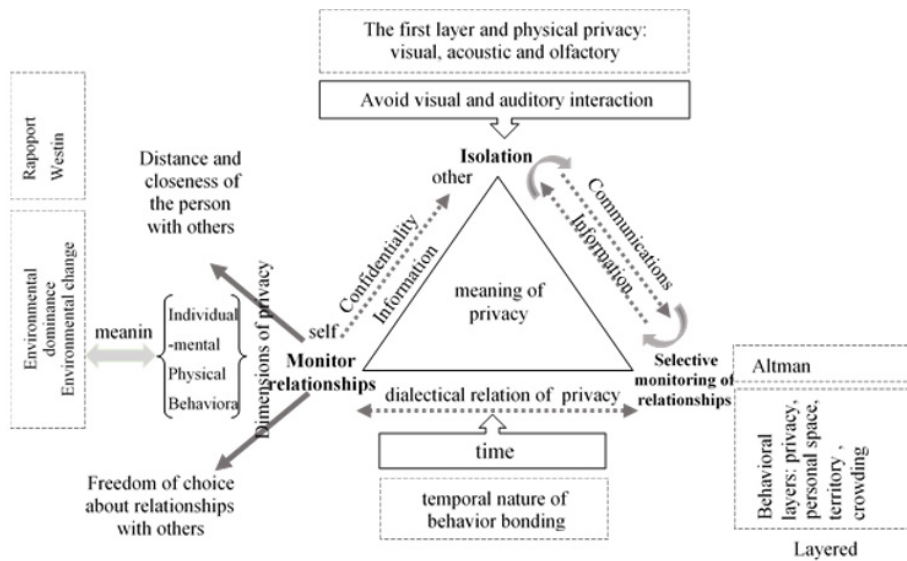 The first layer and physical privacy:
visual, acoustic and olfactory
Avoid visual and auditory interaction
Isolation
other
Rapoport
Westin
Distance and
closeness of
the person
with others
Confidentiality
Information
Communications
Information
meaning of
privacy
Environmental
dominance
Environmental change
meanin
Individual
-mental
Physical
Behaviora
Dimensions of privacy
self
Monitor
relationships
Selective
monitoring of
relationships
dialectical relation of privacy
Altman
time
Behavioral
layers: privacy,
personal space,
territory ,
crowding
Freedom of choice
about relationships
with others
temporal nature of
behavior bonding
Layered